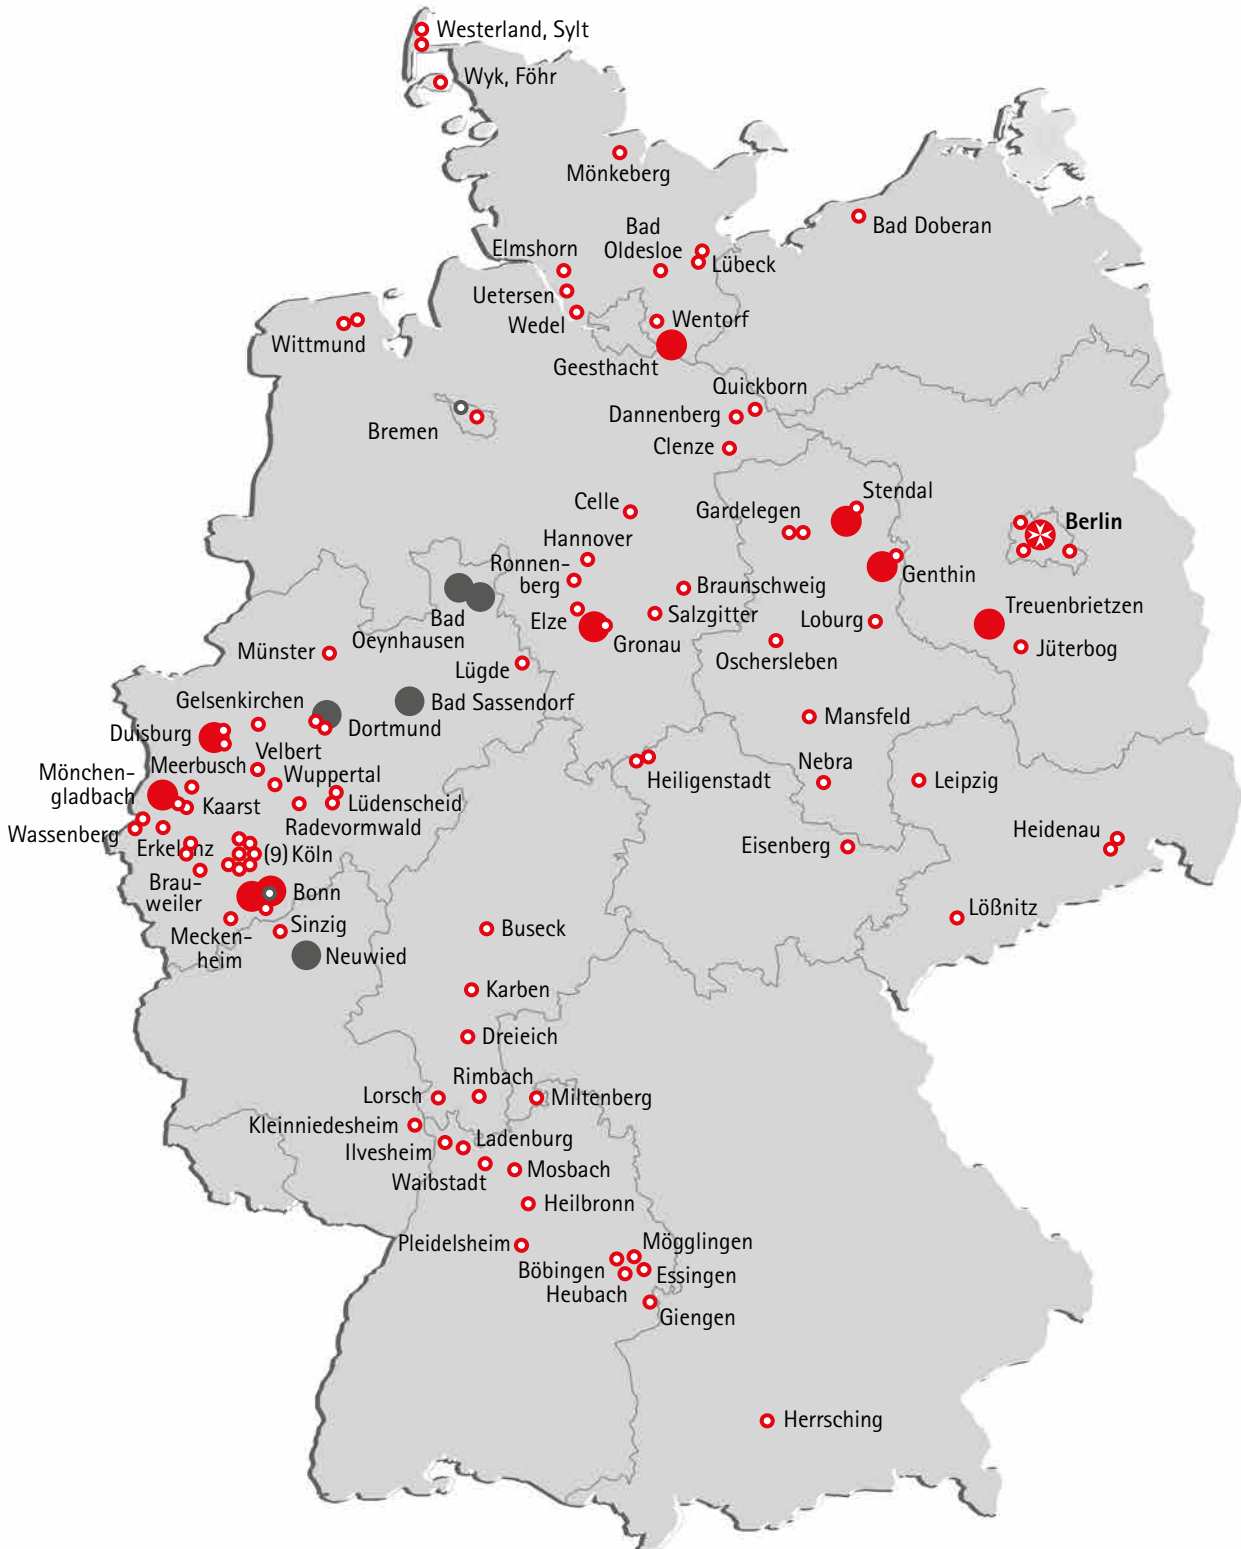 Westerland, Sylt
Wyk, Föhr
Mönkeberg
Bad Doberan
Bad
Oldesloe
Elmshorn
Lübeck
Uetersen
Wedel
Wentorf
Wittmund
Geesthacht
Quickborn
Dannenberg
Bremen
Clenze
Stendal
Celle
Gardelegen
Berlin
Hannover
Ronnen-
berg
Genthin
Braunschweig
Treuenbrietzen
Elze
Salzgitter
Loburg
Bad
Oeynhausen
Gronau
Jüterbog
Münster
Oschersleben
Lügde
Gelsenkirchen
Bad Sassendorf
Mansfeld
Duisburg
Dortmund
Velbert
Meerbusch
Mönchen-
gladbach
Wuppertal
Heiligenstadt
Nebra
Leipzig
Kaarst
Lüdenscheid
Radevormwald
Wassenberg
Erkelenz
Heidenau
Eisenberg
(9) Köln
Brau-
weiler
Bonn
Lößnitz
Sinzig
Buseck
Mecken-
heim
Neuwied
Karben
Dreieich
Rimbach
Lorsch
Miltenberg
Kleinniedesheim
Ladenburg
Ilvesheim
Mosbach
Waibstadt
Heilbronn
Pleidelsheim
Mögglingen
Böbingen
Essingen
Heubach
Giengen
Herrsching